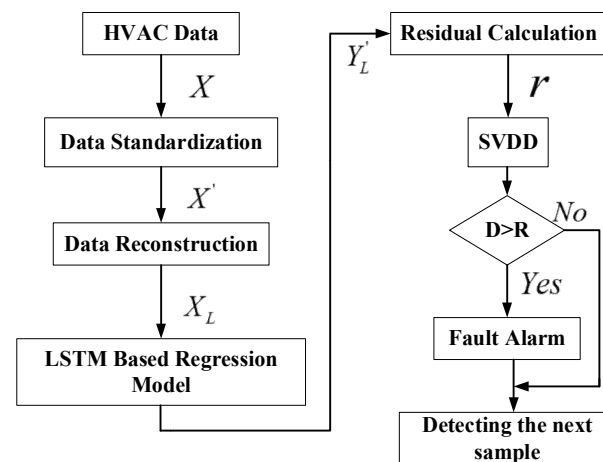 HVAC Data
X
Data Standardization
X'
Data Reconstruction
X_L
LSTM Based Regression
Model
Y'_L
Residual Calculation
r
SVDD
D>R
No
Yes
Fault Alarm
Detecting the next
sample